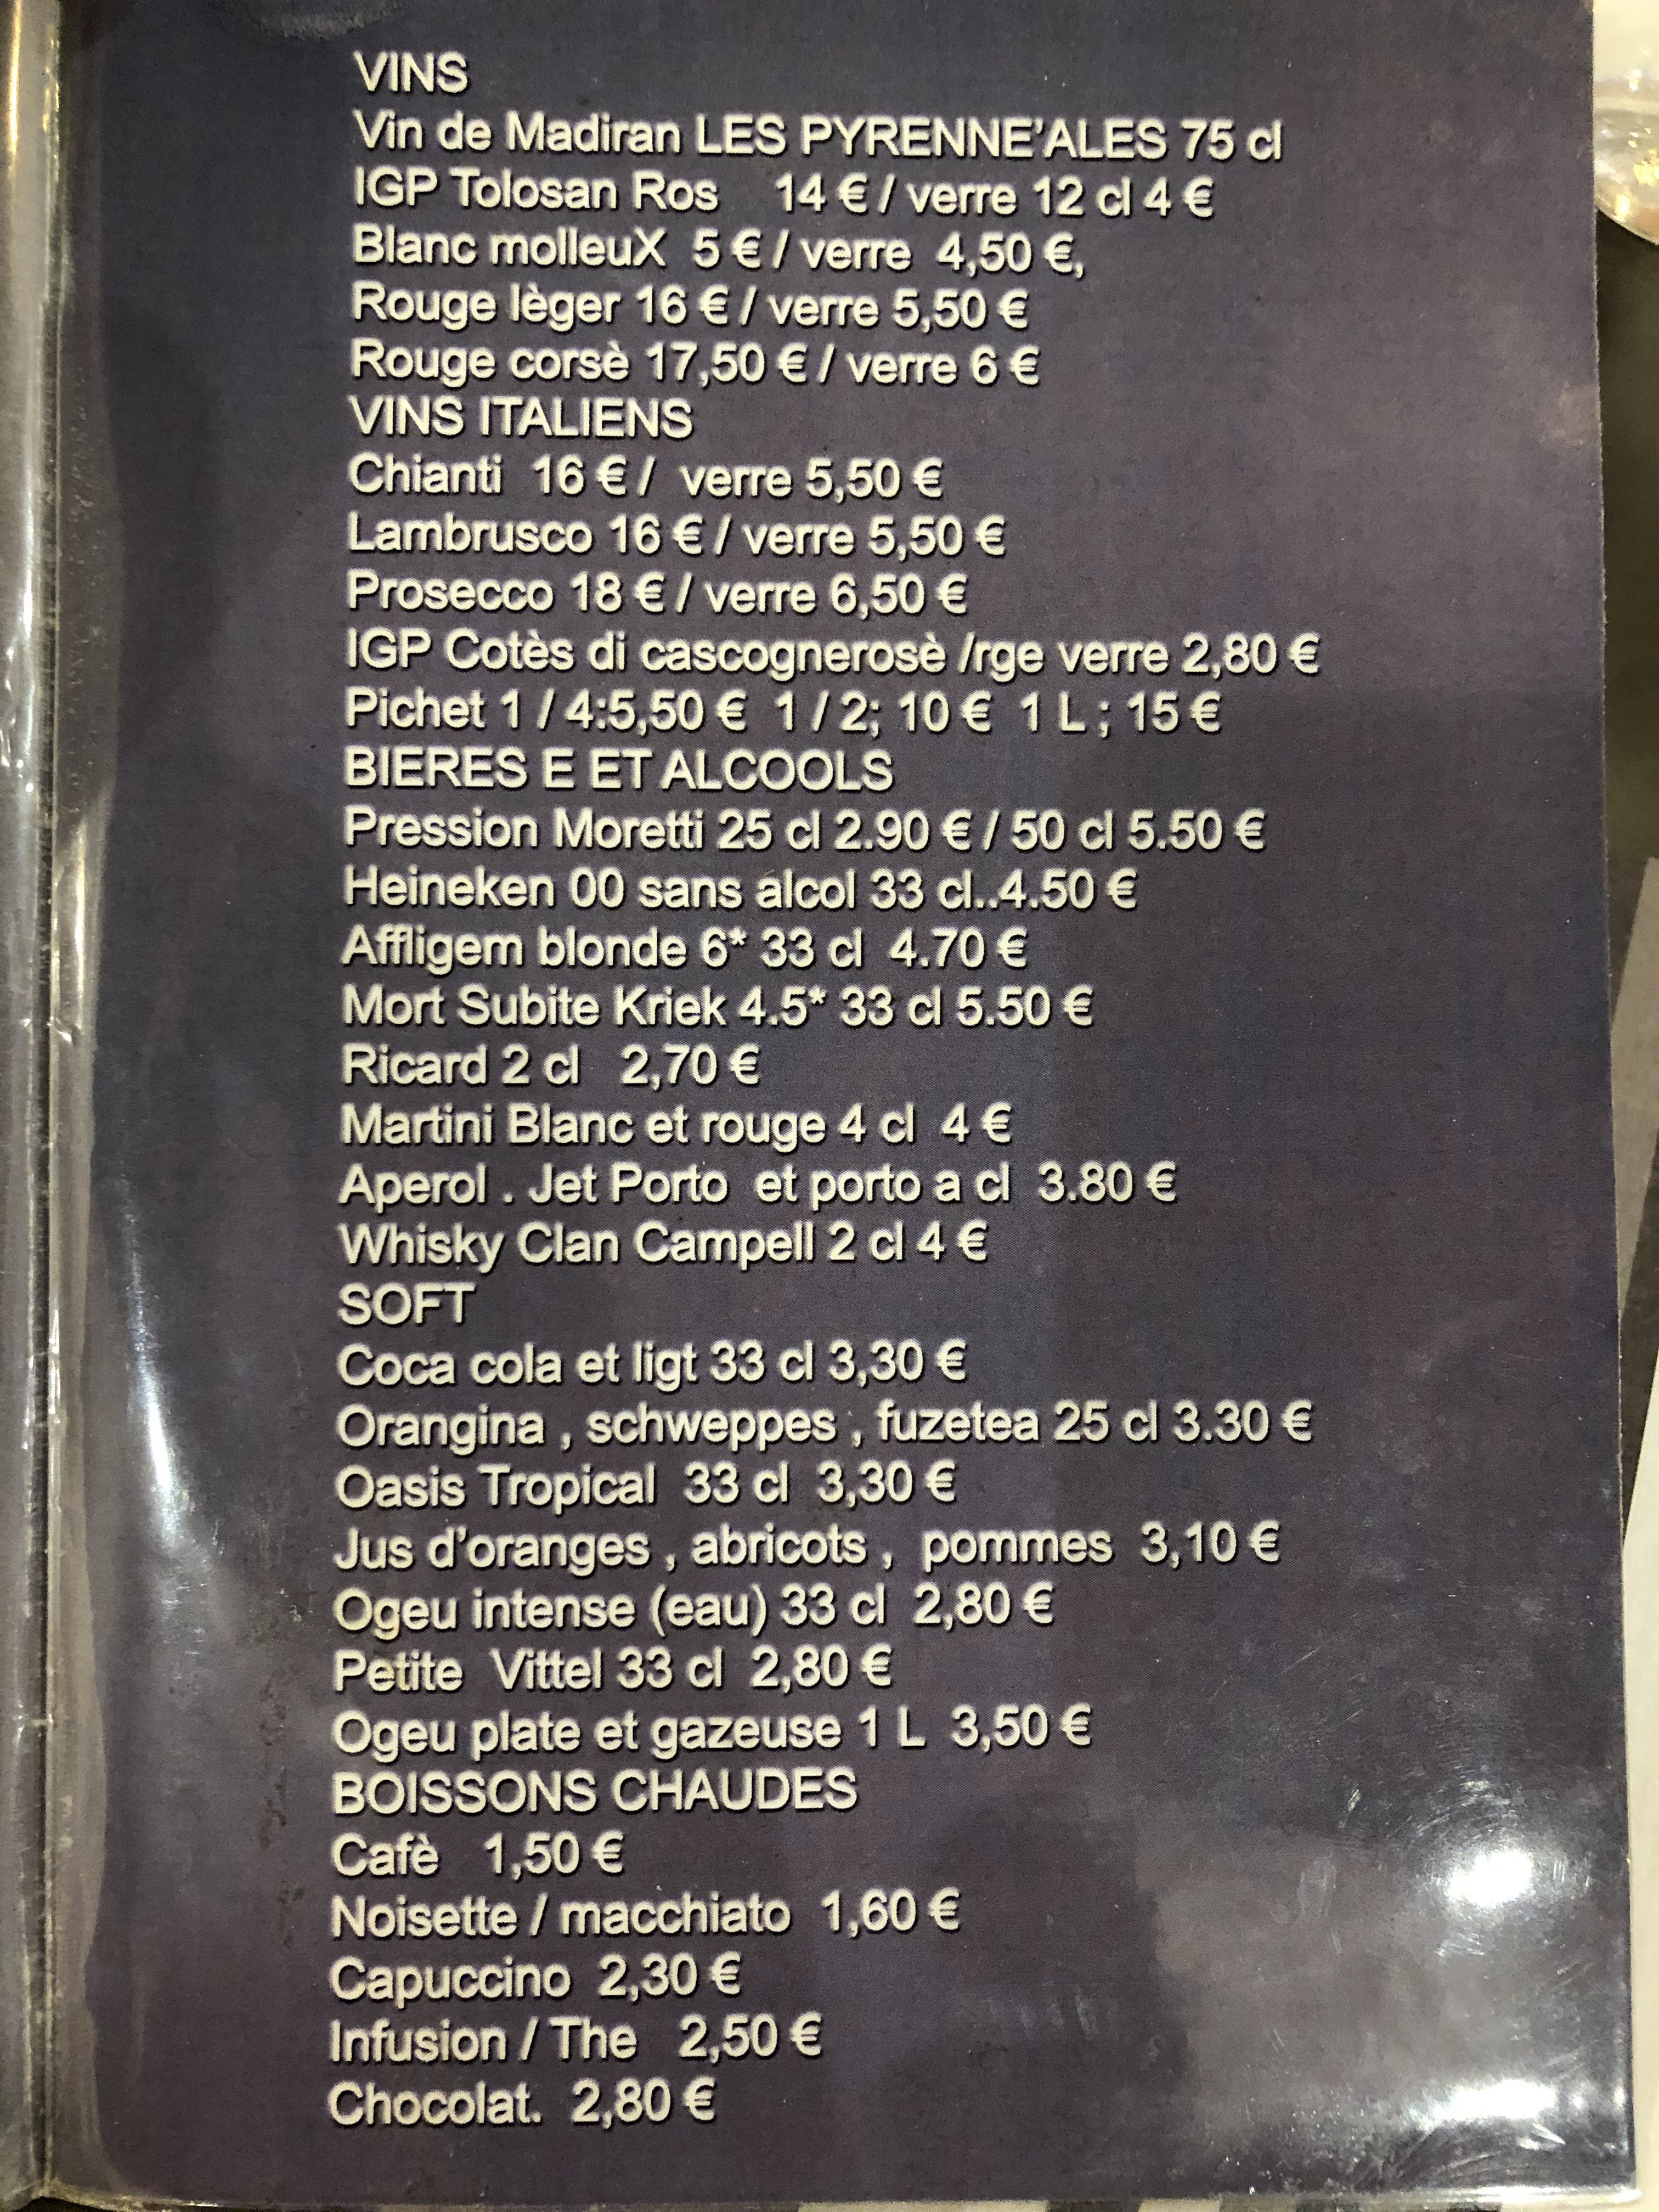 VINS
Vin de Madiran LES PYRENNE'ALES 75 cl
IGP Tolosan Ros 14 € / verre 12 cl 4 €
Blanc molleuX 5 € / verre 4,50 €,
Rouge lèger 16 € / verre 5,50 €
Rouge corsè 17,50 € / verre 6 €
VINS ITALIENS
Chianti 16 € / verre 5,50 €
Lambrusco 16 € / verre 5,50 €
Prosecco 18 € / verre 6,50 €
IGP Cotès di cascognerosè /rge verre 2,80 €
Pichet 1 / 4:5,50 € 1 / 2; 10 € 1 L ; 15 €
BIERES E ET ALCOOLS
Pression Moretti 25 cl 2.90 € / 50 cl 5.50 €
Heineken 00 sans alcol 33 cl..4.50 €
Affligem blonde 6* 33 cl 4.70 €
Mort Subite Kriek 4.5* 33 cl 5.50 €
Ricard 2 cl 2,70 €
Martini Blanc et rouge 4 cl 4 €
Aperol . Jet Porto et porto a cl 3.80 €
Whisky Clan Campell 2 cl 4 €
SOFT
Coca cola et ligt 33 cl 3,30 €
Orangina , schweppes , fuzetea 25 cl 3.30 €
Oasis Tropical 33 cl 3,30 €
Jus d'oranges , abricots , pommes 3,10 €
Ogeu intense (eau) 33 cl 2,80 €
Petite Vittel 33 cl 2,80 €
Ogeu plate et gazeuse 1 L 3,50 €
BOISSONS CHAUDES
Cafè 1,50 €
Noisette / macchiato 1,60 €
Capuccino 2,30 €
Infusion / The 2,50 €
Chocolat. 2,80 €